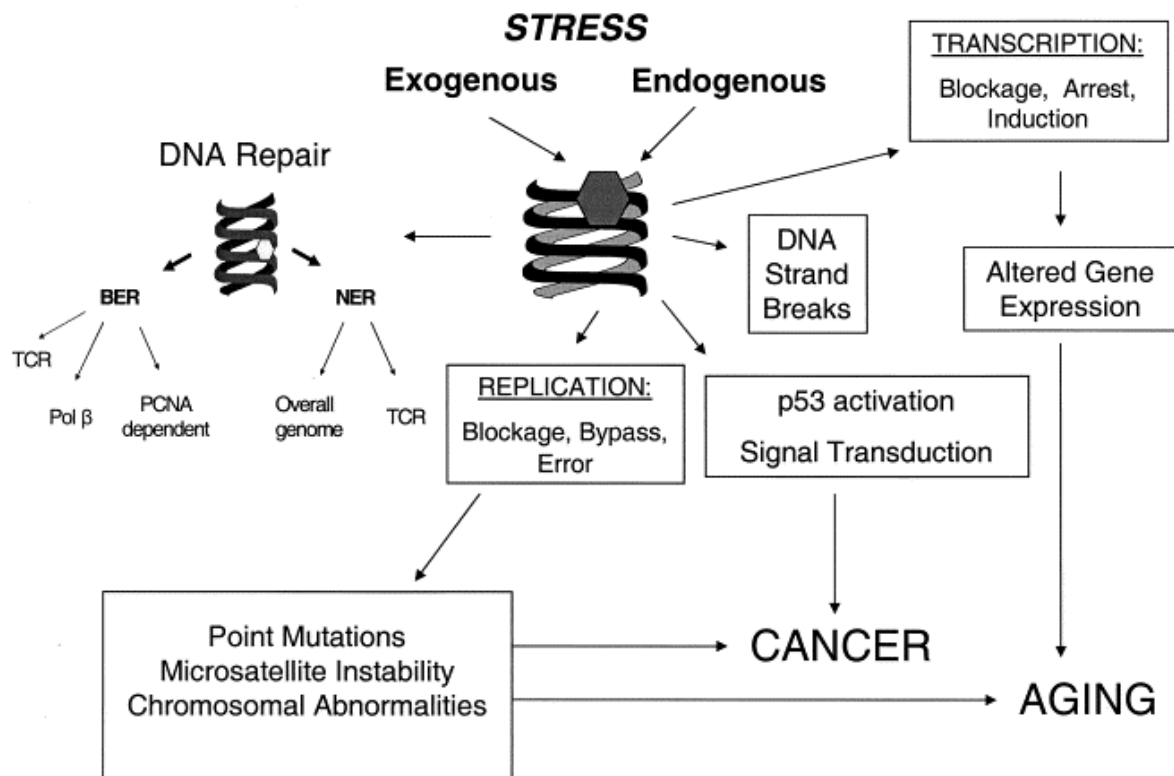 STRESS
Exogenous Endogenous
TRANSCRIPTION:
Blockage, Arrest,
Induction
DNA Repair
DNA
Strand
Breaks
Altered Gene
Expression
BER
NER
TCR
Pol β
PCNA
dependent
Overall
genome
TCR
REPLICATION:
Blockage, Bypass,
Error
p53 activation
Signal Transduction
Point Mutations
Microsatellite Instability
Chromosomal Abnormalities
CANCER
AGING